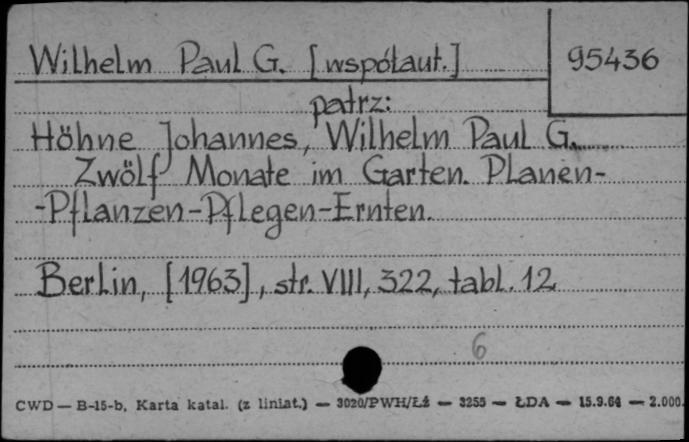 Wilhelm Paul G. [współaut.]
95436
patrz:
Höhne Johannes, Wilhelm Paul G.
Zwölf Monate im Garten. Planen-
-Pflanzen-Pflegen-Ernten.
Berlin, [1963], str. VIII, 322, tabl. 12
6
CWD — B-15-b, Karta katal. (z liniat.) — 3020/PWH/Łż — 3255 — ŁDA — 15.9.64 — 2.000.